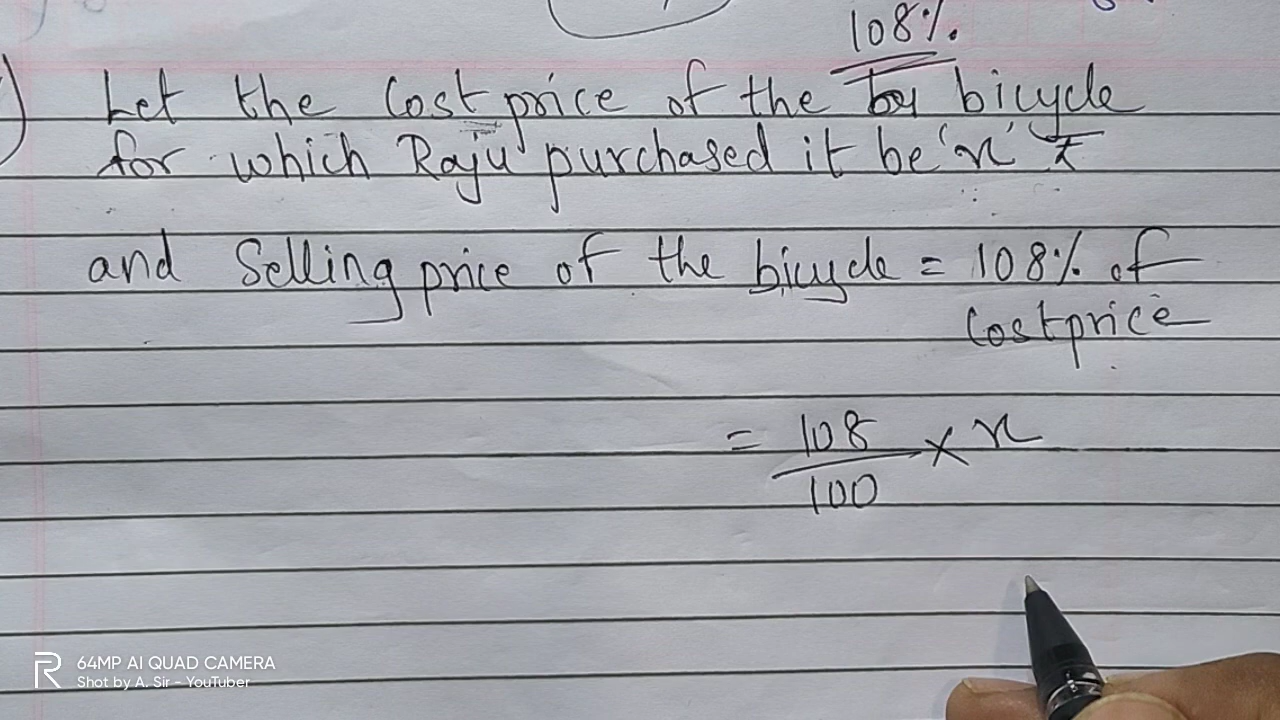 108%.
Let the Cost price of the by bicycle
for which Raju purchased it be 'x' ₹
and Selling price of the bicycle = 108% of
Cost price
= 108/100 × x
64MP AI QUAD CAMERA
Shot by A. Sir - YouTuber